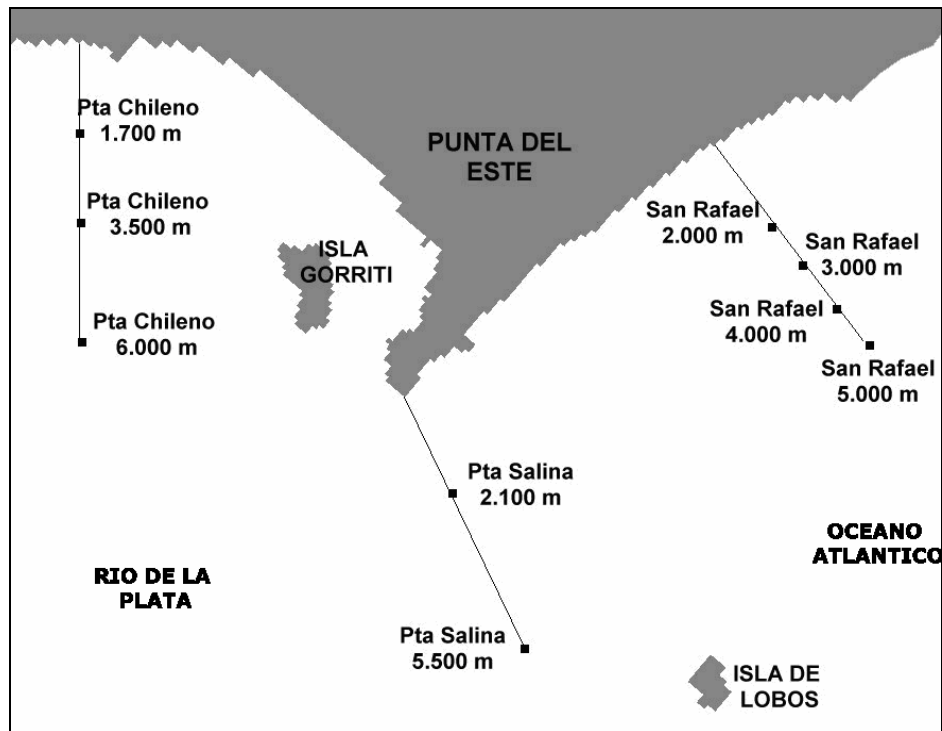 Pta Chileno
1.700 m
PUNTA DEL
ESTE
Pta Chileno
3.500 m
San Rafael
2.000 m
ISLA
GORRITI
San Rafael
3.000 m
San Rafael
4.000 m
Pta Chileno
6.000 m
San Rafael
5.000 m
Pta Salina
2.100 m
OCEANO
ATLANTICO
RIO DE LA
PLATA
Pta Salina
5.500 m
ISLA DE
LOBOS